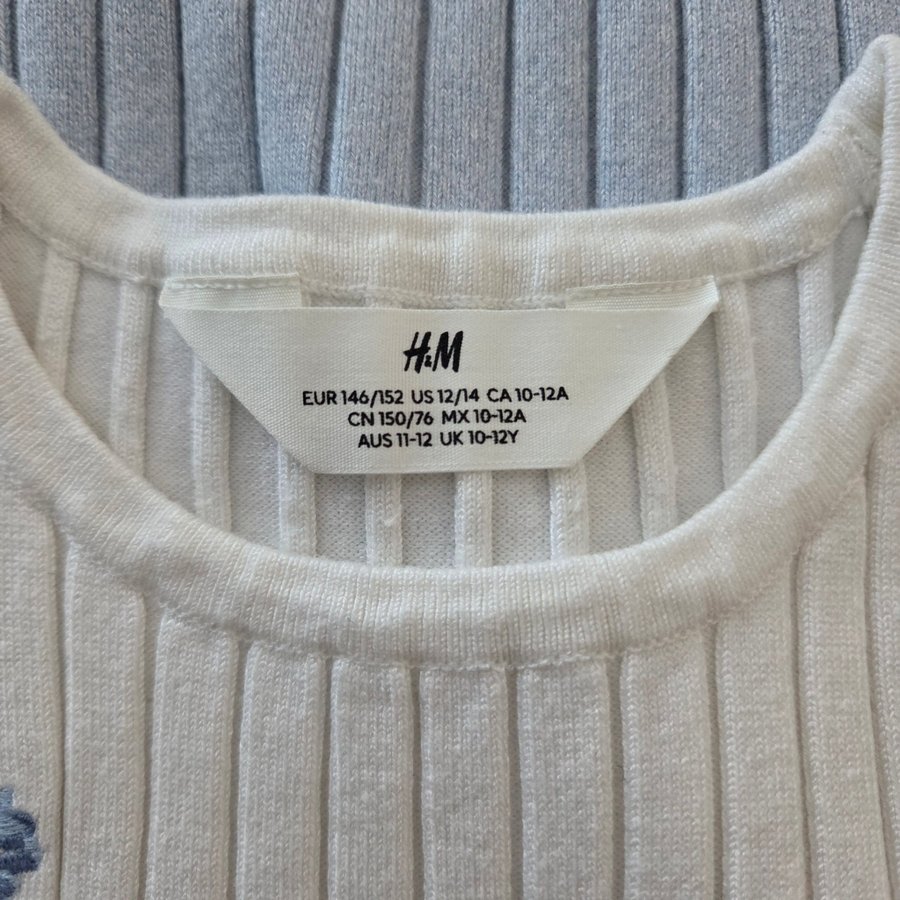 H&M
EUR 146/152 US 12/14 CA 10-12A
CN 150/76 MX 10-12A
AUS 11-12 UK 10-12Y